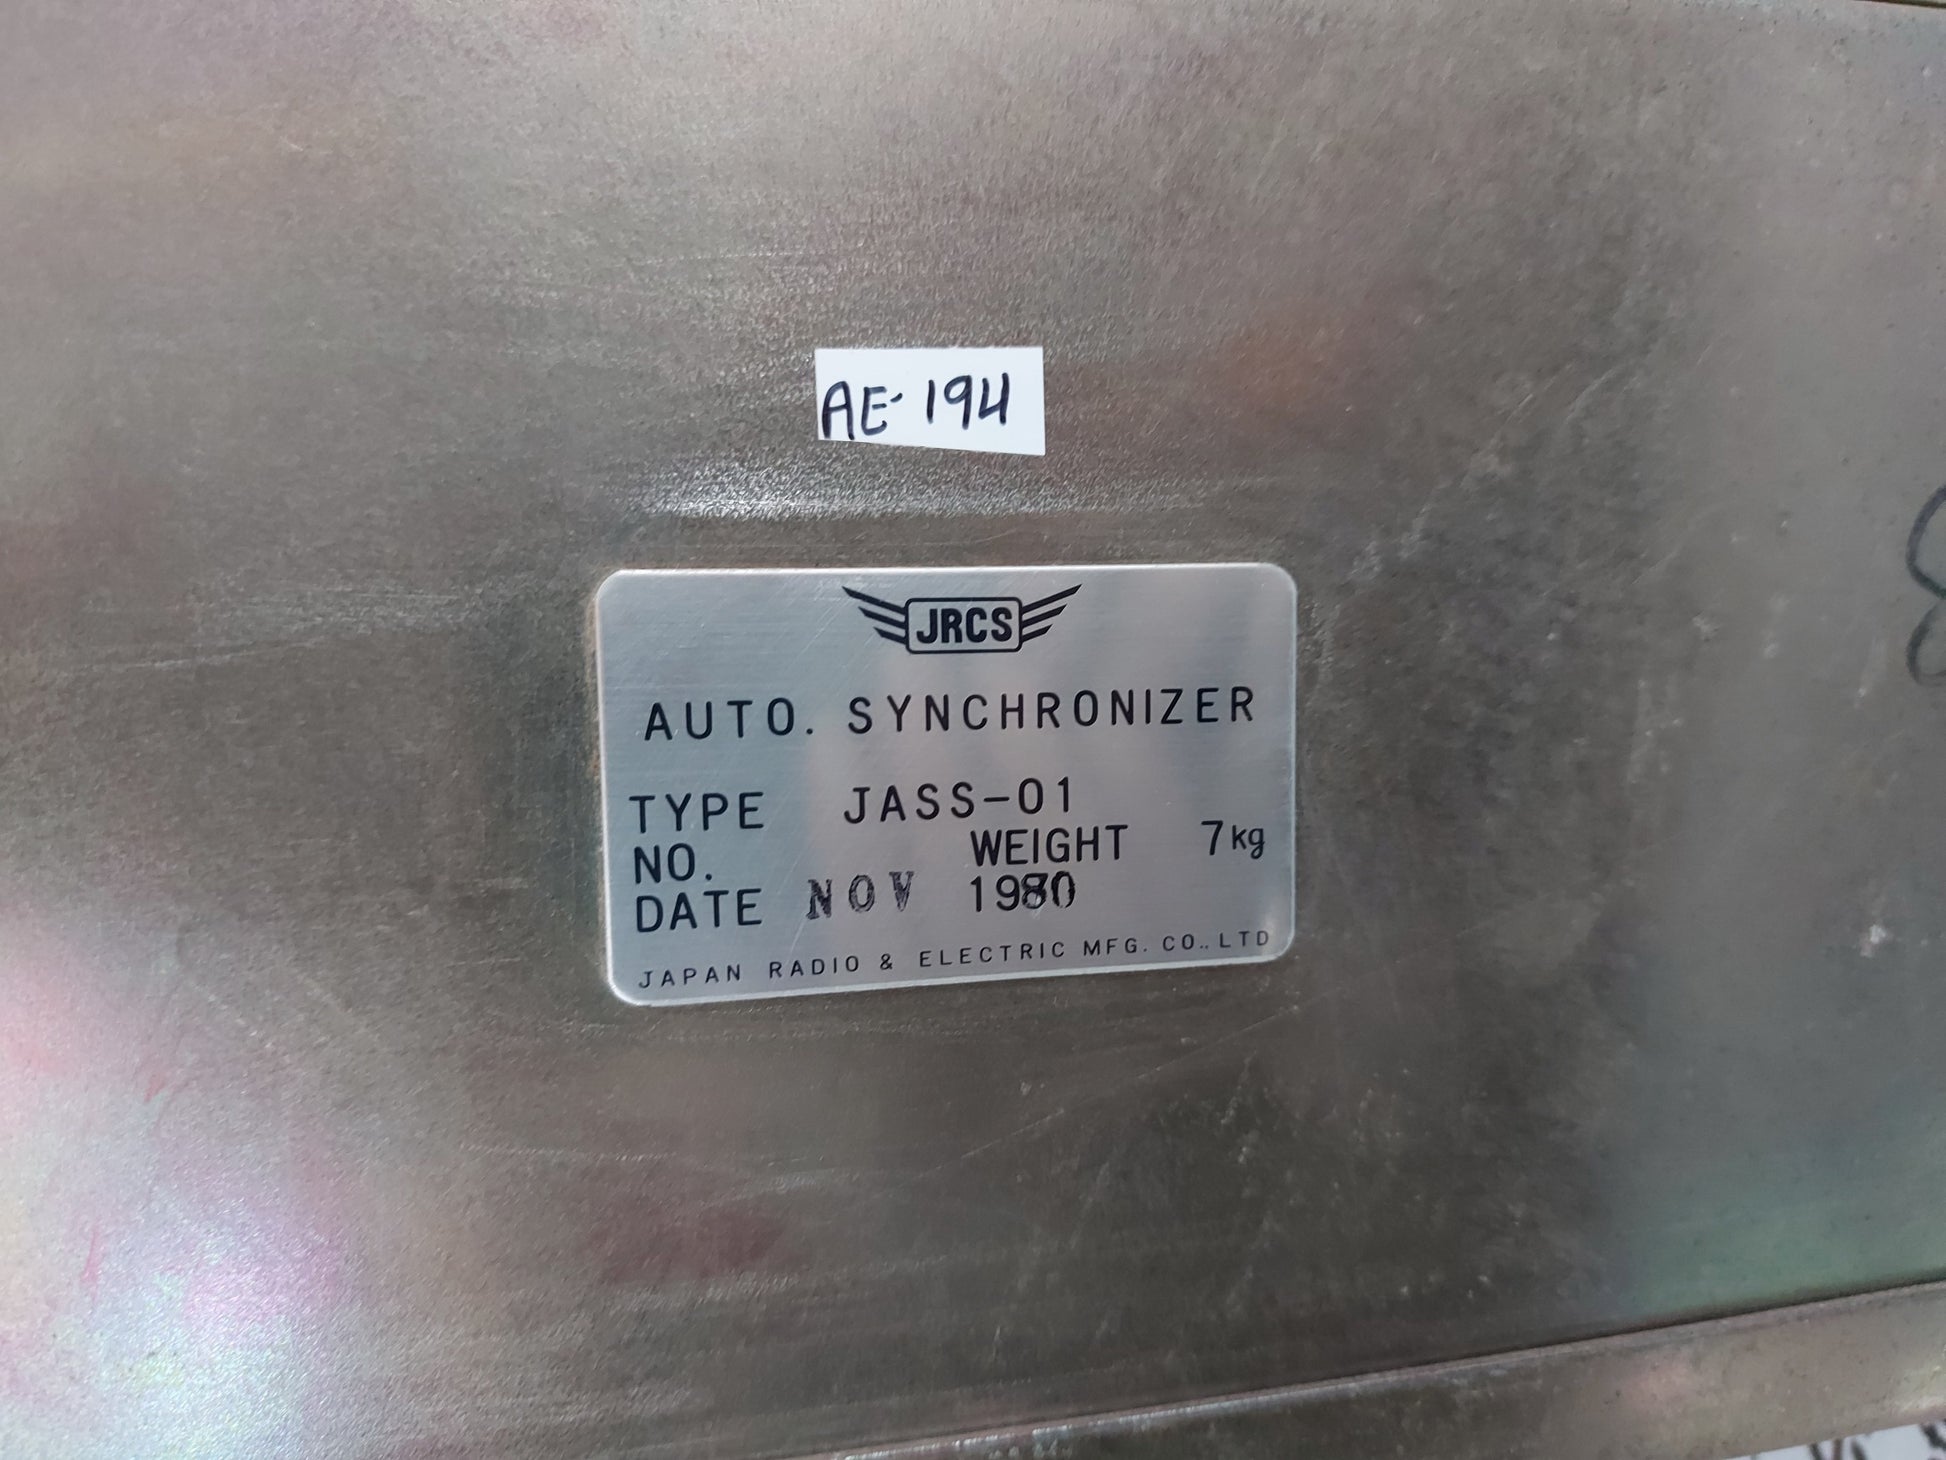 AE-194
JRCS
AUTO. SYNCHRONIZER
TYPE JASS-01
NO. WEIGHT 7kg
DATE NOV 1980
JAPAN RADIO & ELECTRIC MFG. CO., LTD